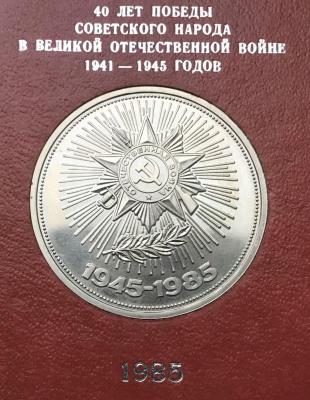 40 ЛЕТ ПОБЕДЫ
СОВЕТСКОГО НАРОДА
В ВЕЛИКОЙ ОТЕЧЕСТВЕННОЙ ВОЙНЕ
1941 — 1945 ГОДОВ
ОТЕЧЕСТВЕННАЯ ВОЙНА
1945-1985
1985